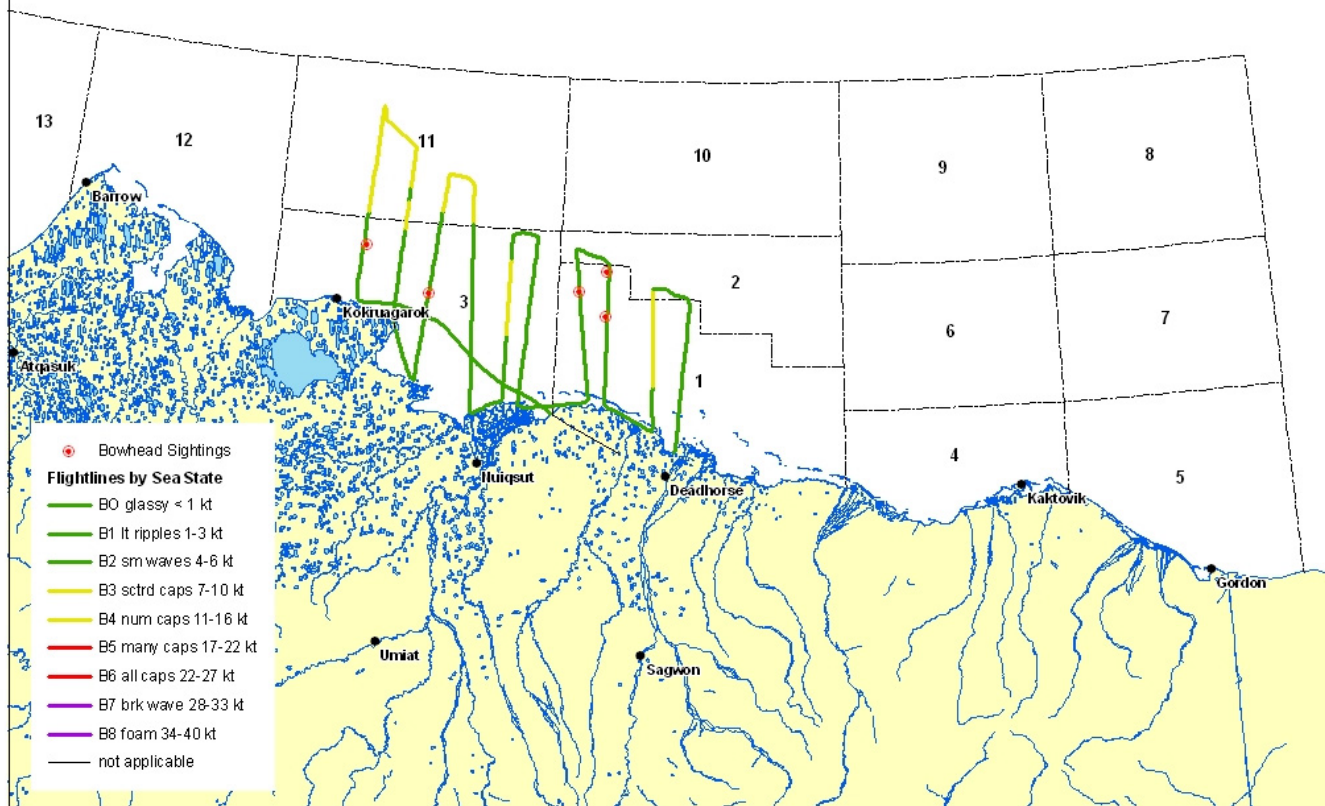 13
12
11
10
9
8
Barrow
Kokruagarok
3
2
6
7
Atqasuk
1
4
5
Nuiqsut
Deadhorse
Kaktovik
Gordon
Umiat
Sagwon
Bowhead Sightings
Flightlines by Sea State
BO glassy < 1 kt
B1 lt ripples 1-3 kt
B2 sm waves 4-6 kt
B3 sctrd caps 7-10 kt
B4 num caps 11-16 kt
B5 many caps 17-22 kt
B6 all caps 22-27 kt
B7 brk wave 28-33 kt
B8 foam 34-40 kt
not applicable